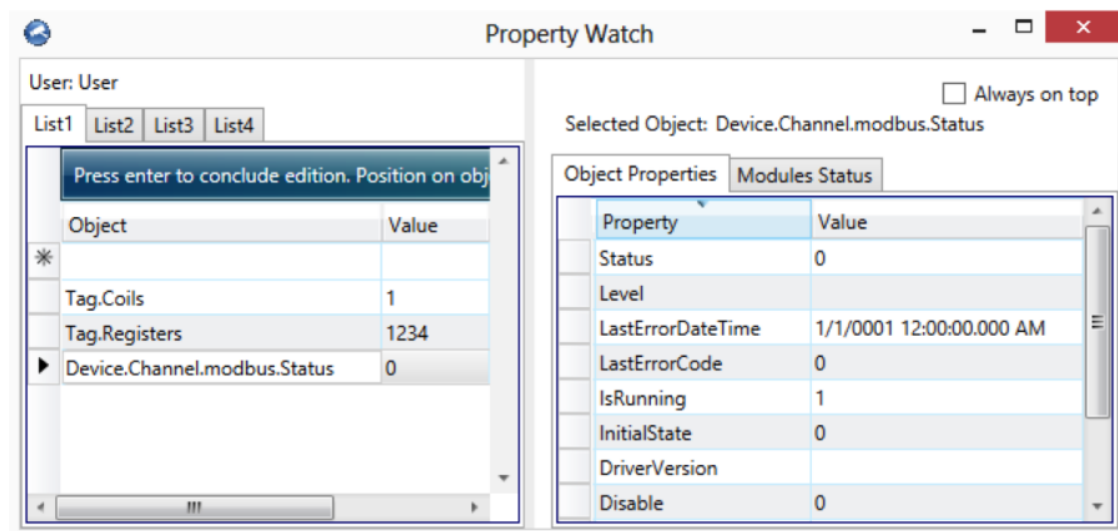 Property Watch
User: User
List1 List2 List3 List4
Press enter to conclude edition. Position on obj
Object Value
Tag.Coils 1
Tag.Registers 1234
Device.Channel.modbus.Status 0
Always on top
Selected Object: Device.Channel.modbus.Status
Object Properties Modules Status
Property Value
Status 0
Level
LastErrorDateTime 1/1/0001 12:00:00.000 AM
LastErrorCode 0
IsRunning 1
InitialState 0
DriverVersion
Disable 0